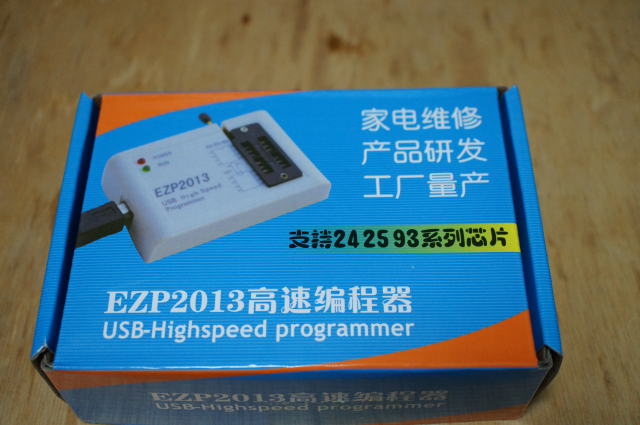 家电维修
产品研发
工厂量产
EZP2013
USB High Speed
Programmer
支持24 25 93系列芯片
EZP2013高速编程器
USB-Highspeed programmer
EZP2013高速编程器
USB-Highspeed programmer